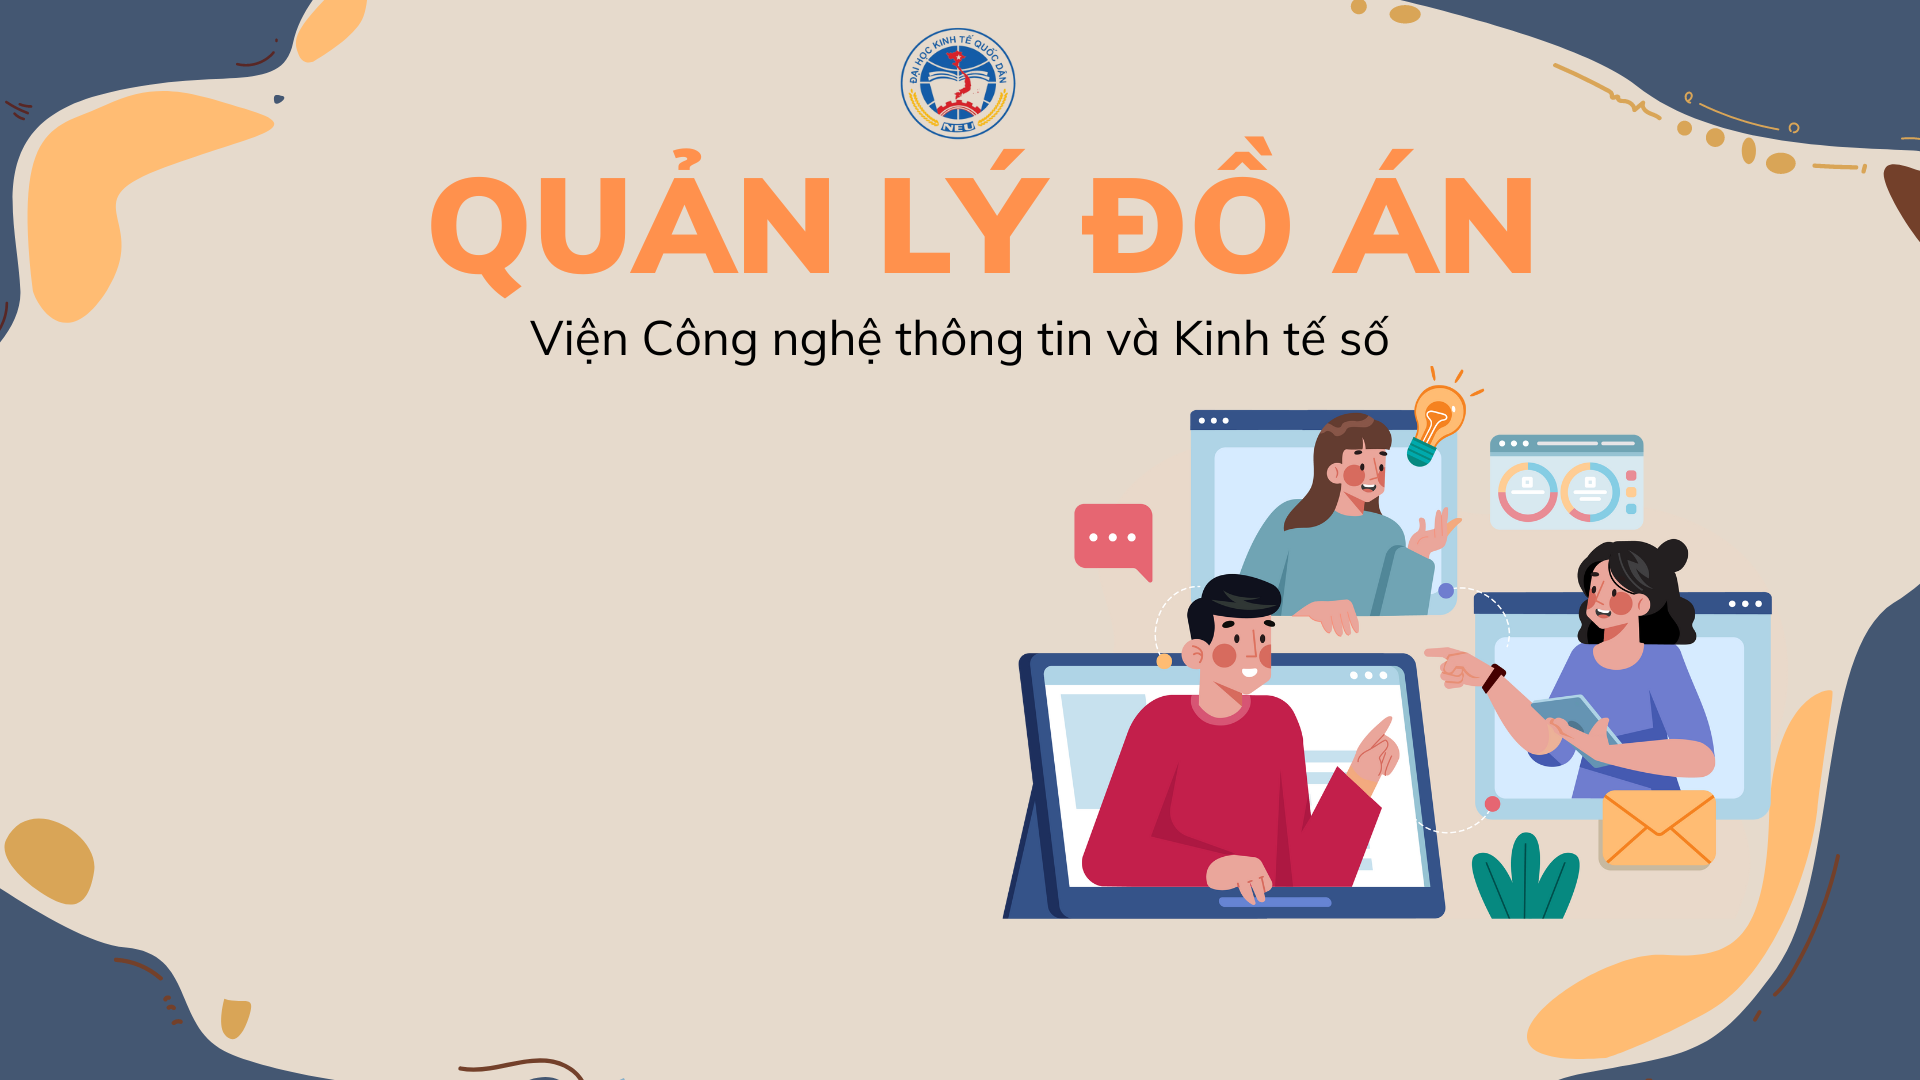 ĐẠI HỌC KINH TẾ QUỐC DÂN
NEU
QUẢN LÝ ĐỒ ÁN
Viện Công nghệ thông tin và Kinh tế số